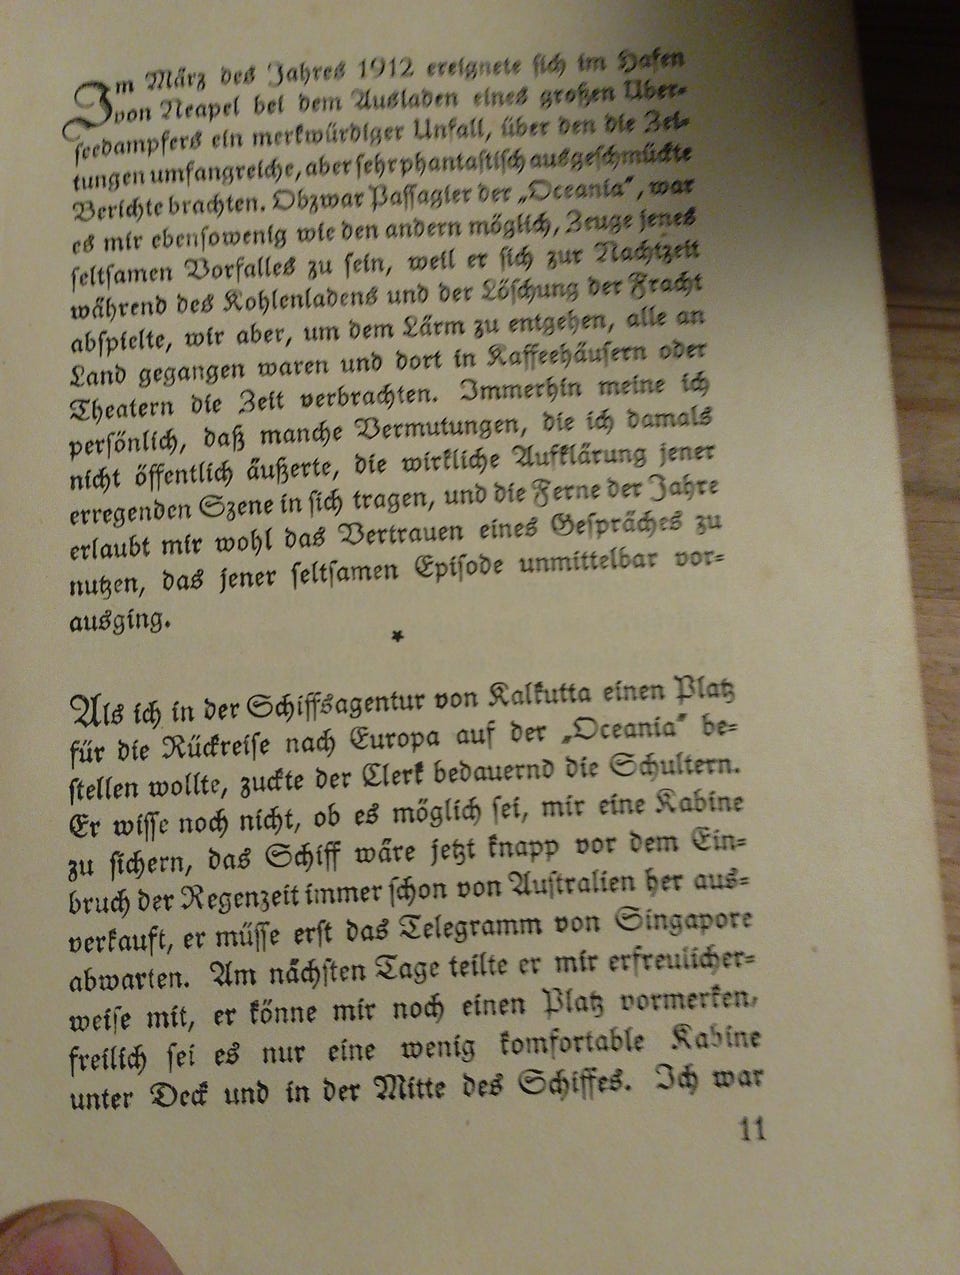 Im März des Jahres 1912 ereignete sich im Hafen
von Neapel bei dem Ausladen eines großen Über-
seedampfers ein merkwürdiger Unfall, über den die Zei-
tungen umfangreiche, aber sehr phantastisch ausgeschmückte
Berichte brachten. Obzwar Passagier der „Oceania“, war
es mir ebensowenig wie den andern möglich, Zeuge jenes
seltsamen Vorfalles zu sein, weil er sich zur Nachtzeit
während des Kohlenladens und der Löschung der Fracht
abspielte, wir aber, um dem Lärm zu entgehen, alle an
Land gegangen waren und dort in Kaffeehäusern oder
Theatern die Zeit verbrachten. Immerhin meine ich
persönlich, daß manche Vermutungen, die ich damals
nicht öffentlich äußerte, die wirkliche Aufklärung jener
erregenden Szene in sich tragen, und die Ferne der Jahre
erlaubt mir wohl das Vertrauen eines Gespräches zu
nutzen, das jener seltsamen Episode unmittelbar vor-
ausging.
*
Als ich in der Schiffsagentur von Kalkutta einen Platz
für die Rückreise nach Europa auf der „Oceania“ be-
stellen wollte, zuckte der Clerk bedauernd die Schultern.
Er wisse noch nicht, ob es möglich sei, mir eine Kabine
zu sichern, das Schiff wäre jetzt knapp vor dem Ein-
bruch der Regenzeit immer schon von Australien her aus-
verkauft, er müsse erst das Telegramm von Singapore
abwarten. Am nächsten Tage teilte er mir erfreulicher-
weise mit, er könne mir noch einen Platz vormerken,
freilich sei es nur eine wenig komfortable Kabine
unter Deck und in der Mitte des Schiffes. Ich war
11